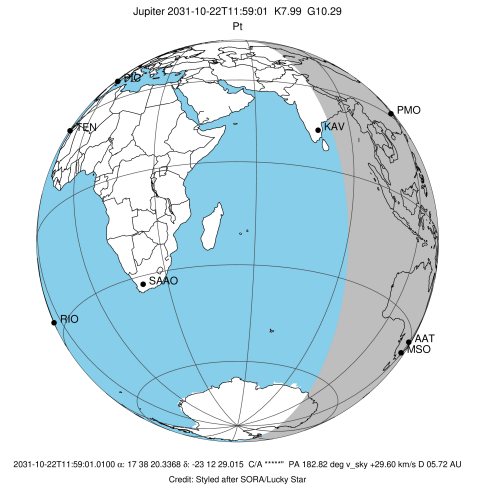 Jupiter 2031-10-22T11:59:01 K7.99 G10.29
Pt
PIC
TEN
KAV
PMO
SAAO
RIO
AAT
MSO
2031-10-22T11:59:01.0100 α: 17 38 20.3368 δ: -23 12 29.015 C/A *****" PA 182.82 deg v_sky +29.60 km/s D 05.72 AU
Credit: Styled after SORA/Lucky Star